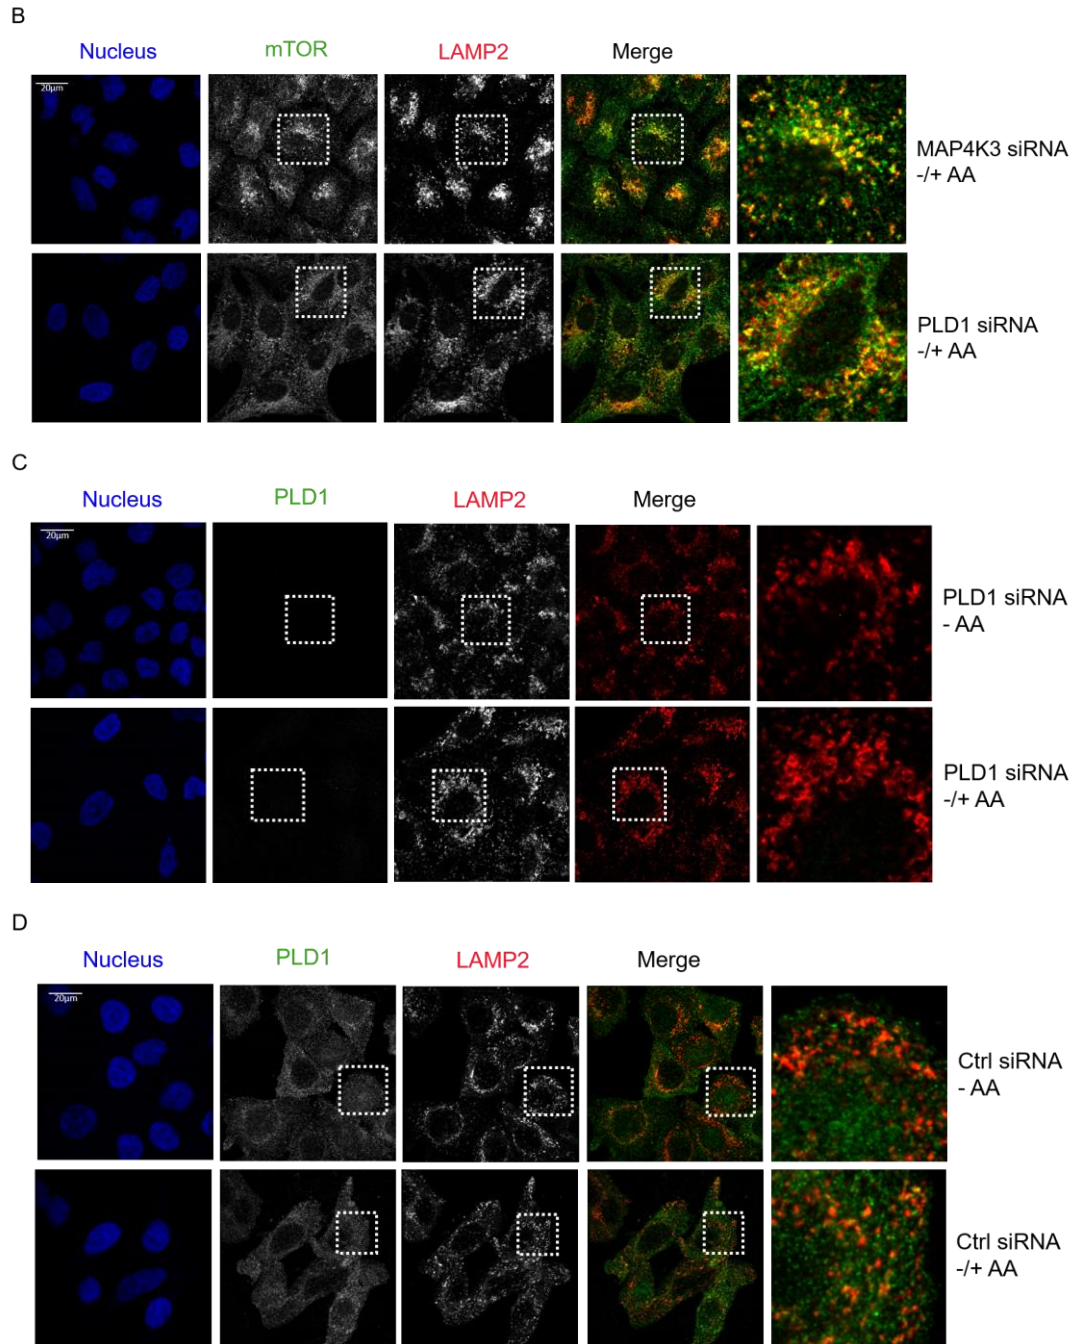 B
Nucleus mTOR LAMP2 Merge
20µm
MAP4K3 siRNA
-/+ AA
PLD1 siRNA
-/+ AA
C
Nucleus PLD1 LAMP2 Merge
20µm
PLD1 siRNA
- AA
PLD1 siRNA
-/+ AA
D
Nucleus PLD1 LAMP2 Merge
20µm
Ctrl siRNA
- AA
Ctrl siRNA
-/+ AA